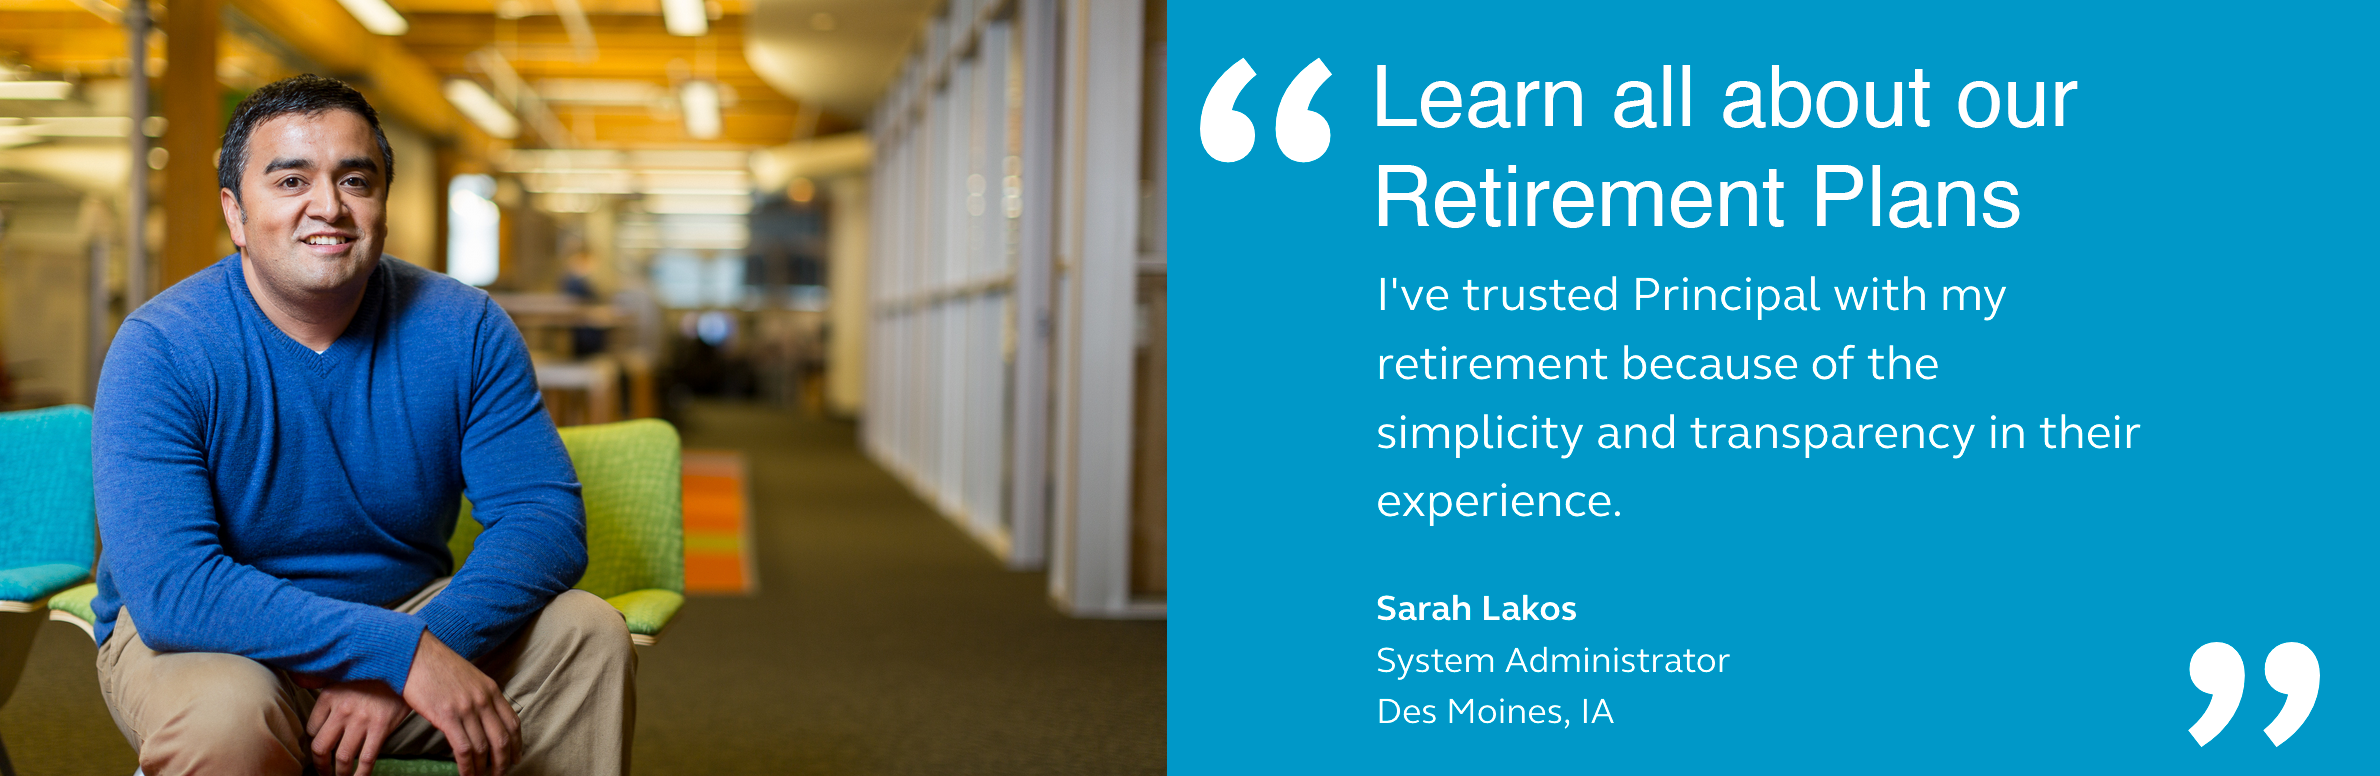 “
Learn all about our
Retirement Plans
I've trusted Principal with my
retirement because of the
simplicity and transparency in their
experience.
Sarah Lakos
System Administrator
Des Moines, IA
”